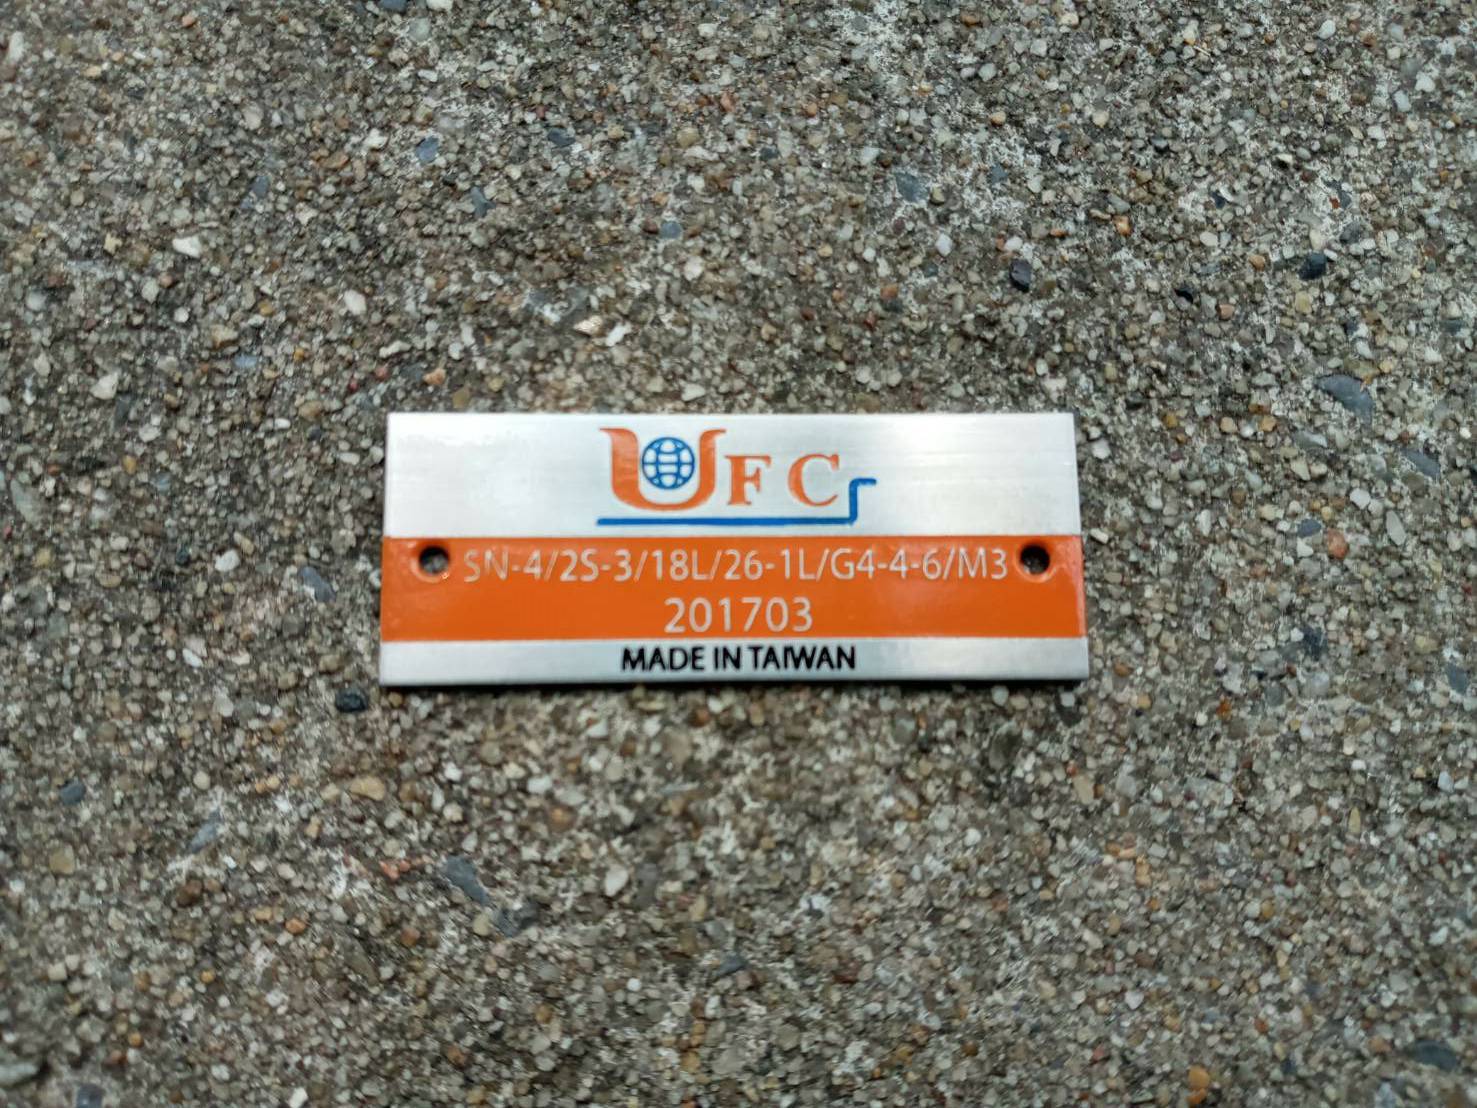 UFC
SN-4/2S-3/18L/26-1L/G4-4-6/M3
201703
MADE IN TAIWAN